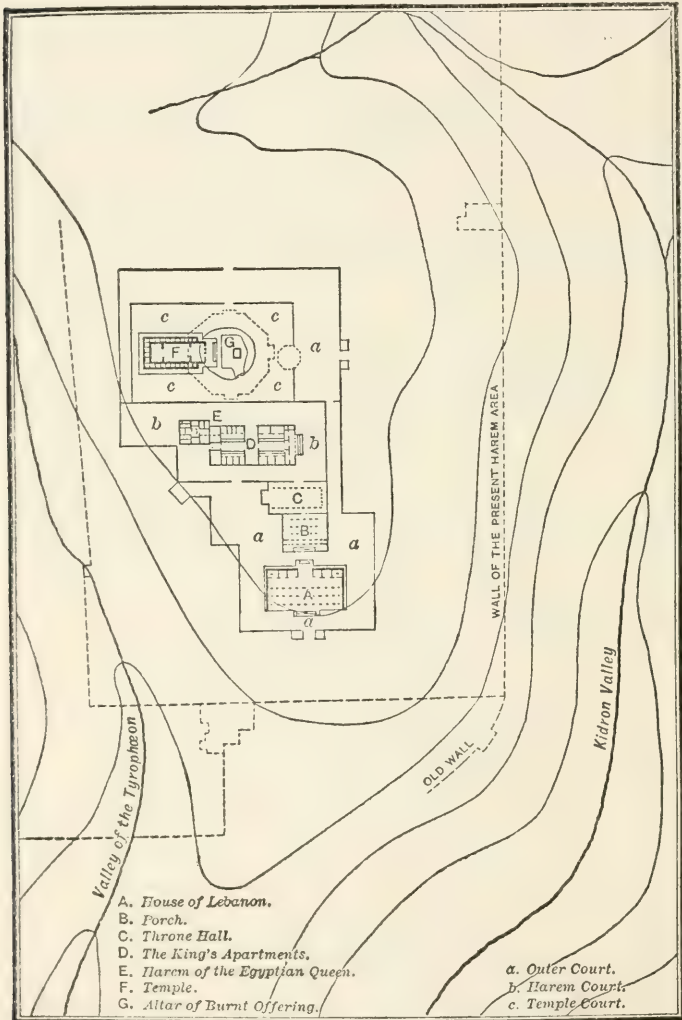 c c
G a
F
c c
b E b
D
C
B
a a
A
a
WALL OF THE PRESENT HAREM AREA
Kidron Valley
OLD WALL
Valley of the Tyrophœon
A. House of Lebanon.
B. Porch.
C. Throne Hall.
D. The King's Apartments.
E. Harem of the Egyptian Queen.
F. Temple.
G. Altar of Burnt Offering.
a. Outer Court.
b. Harem Court.
c. Temple Court.